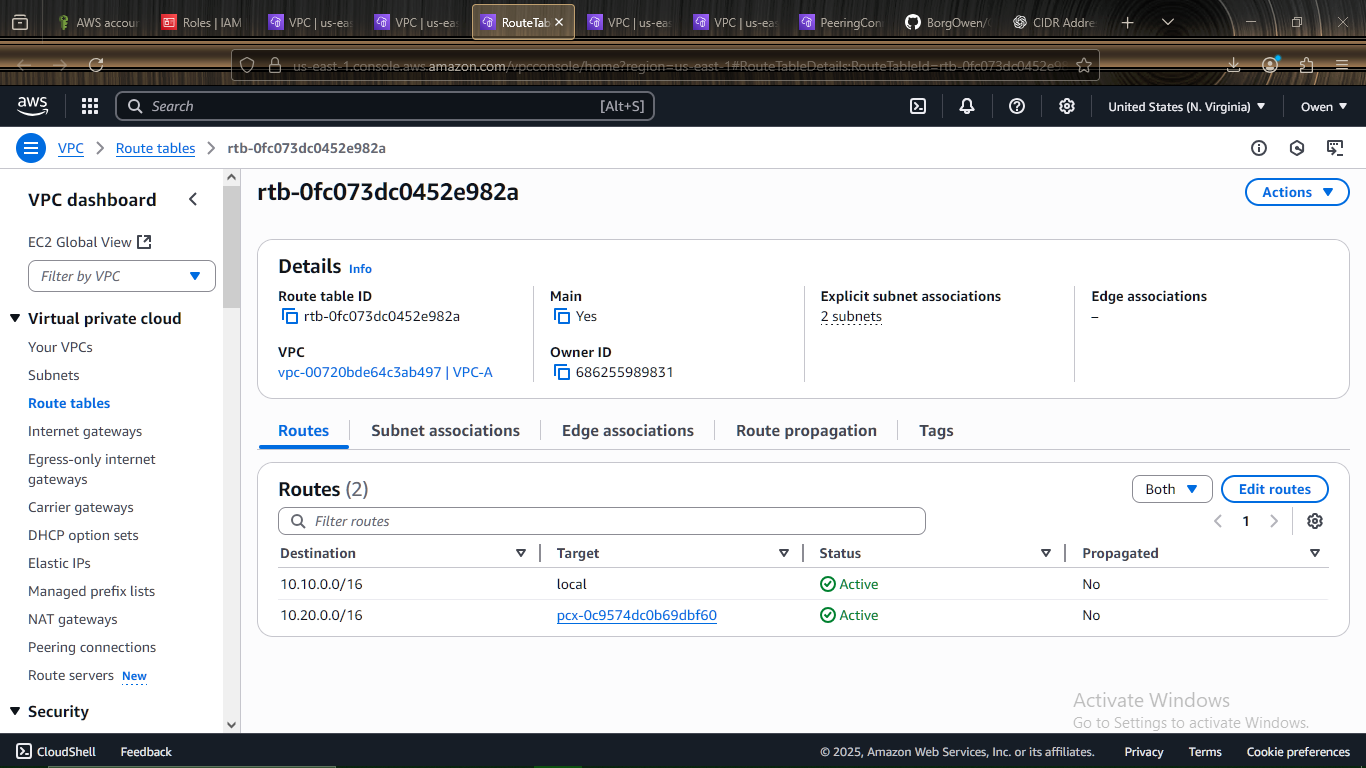 AWS accou
Roles | IAM
VPC | us-eas
VPC | us-eas
RouteTab
VPC | us-eas
VPC | us-eas
PeeringCo
BorgOwen/
CIDR Addre
us-east-1.console.aws.amazon.com/vpcconsole/home?region=us-east-1#RouteTableDetails:RouteTableId=rtb-0fc073dc0452e98
aws
Search
[Alt+S]
United States (N. Virginia)
Owen
VPC
Route tables
rtb-0fc073dc0452e982a
VPC dashboard
EC2 Global View
Filter by VPC
Virtual private cloud
Your VPCs
Subnets
Route tables
Internet gateways
Egress-only internet
gateways
Carrier gateways
DHCP option sets
Elastic IPs
Managed prefix lists
NAT gateways
Peering connections
Route servers New
Security
rtb-0fc073dc0452e982a
Actions
Details Info
Route table ID
rtb-0fc073dc0452e982a
Main
Yes
Explicit subnet associations
2 subnets
Edge associations
–
VPC
vpc-00720bde64c3ab497 | VPC-A
Owner ID
686255989831
Routes
Subnet associations
Edge associations
Route propagation
Tags
Routes (2)
Both
Edit routes
Filter routes
1
Destination Target Status Propagated
10.10.0.0/16 local Active No
10.20.0.0/16 pcx-0c9574dc0b69dbf60 Active No
Activate Windows
Go to Settings to activate Windows.
CloudShell
Feedback
© 2025, Amazon Web Services, Inc. or its affiliates.
Privacy
Terms
Cookie preferences